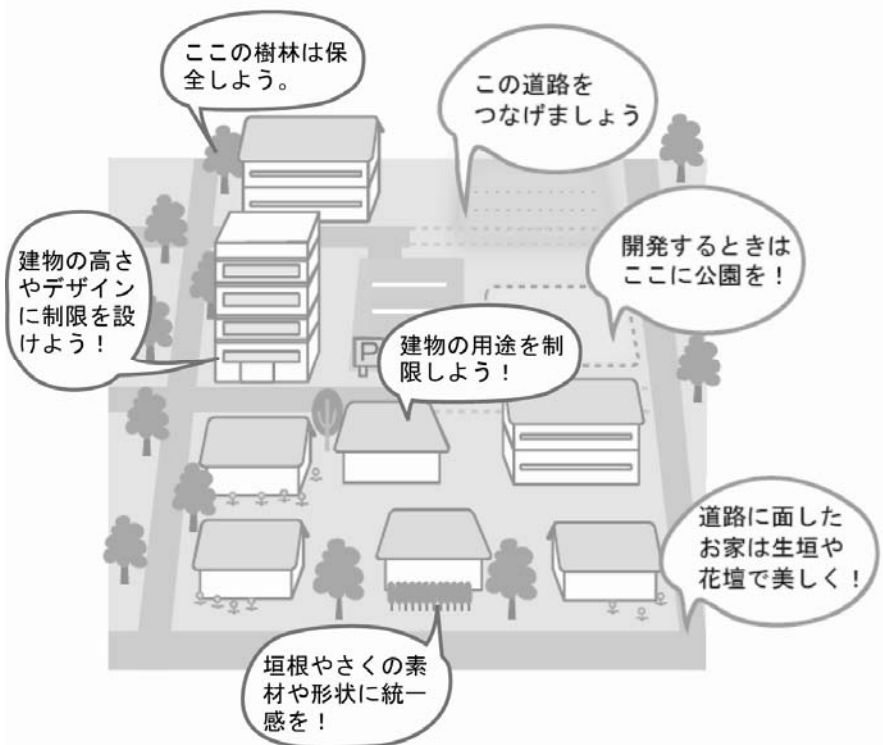 ここの樹林は保
全しよう。
この道路を
つなげましょう
建物の高さ
やデザイン
に制限を設
けよう！
開発するときは
ここに公園を！
P
建物の用途を制
限しよう！
道路に面した
お家は生垣や
花壇で美しく！
垣根やさくの素
材や形状に統一
感を！